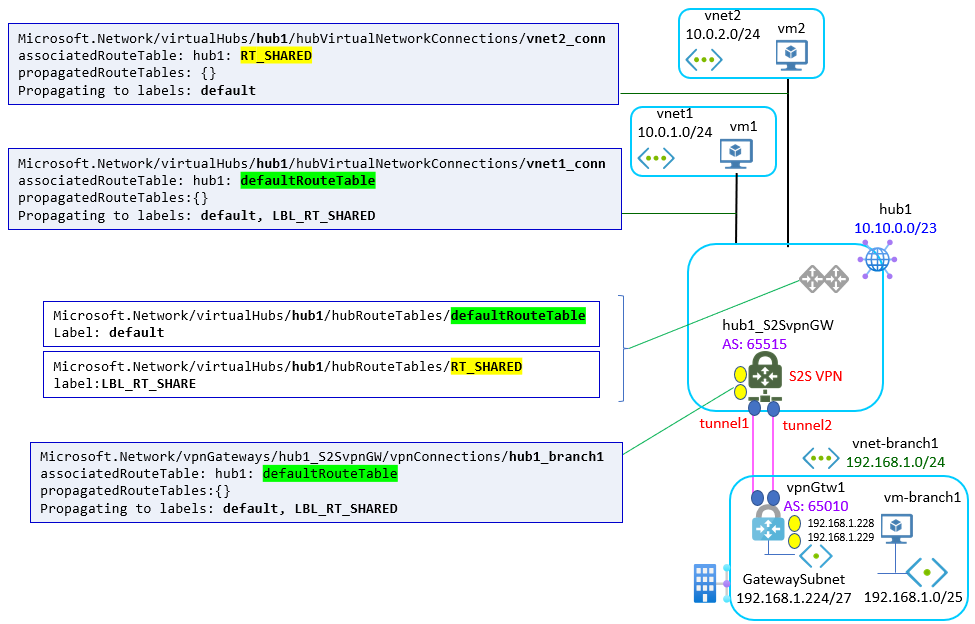 Microsoft.Network/virtualHubs/hub1/hubVirtualNetworkConnections/vnet2_conn
associatedRouteTable: hub1: RT_SHARED
propagatedRouteTables: {}
Propagating to labels: default
vnet2
10.0.2.0/24
vm2
vnet1
10.0.1.0/24
vm1
Microsoft.Network/virtualHubs/hub1/hubVirtualNetworkConnections/vnet1_conn
associatedRouteTable: hub1: defaultRouteTable
propagatedRouteTables:{}
Propagating to labels: default, LBL_RT_SHARED
hub1
10.10.0.0/23
Microsoft.Network/virtualHubs/hub1/hubRouteTables/defaultRouteTable
Label: default
Microsoft.Network/virtualHubs/hub1/hubRouteTables/RT_SHARED
label:LBL_RT_SHARE
hub1_S2SvpnGW
AS: 65515
S2S VPN
tunnel1
tunnel2
Microsoft.Network/vpnGateways/hub1_S2SvpnGW/vpnConnections/hub1_branch1
associatedRouteTable: hub1: defaultRouteTable
propagatedRouteTables:{}
Propagating to labels: default, LBL_RT_SHARED
vnet-branch1
192.168.1.0/24
vpnGtw1
AS: 65010
192.168.1.228
192.168.1.229
vm-branch1
GatewaySubnet
192.168.1.224/27
192.168.1.0/25